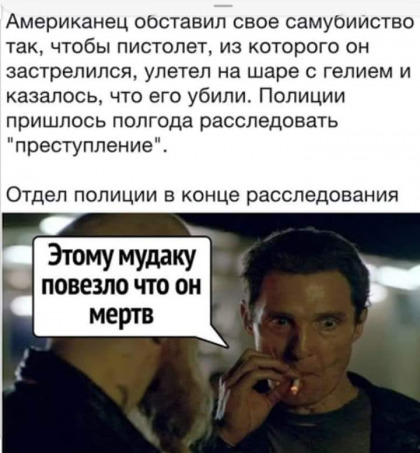 Американец обставил свое самубийство
так, чтобы пистолет, из которого он
застрелился, улетел на шаре с гелием и
казалось, что его убили. Полиции
пришлось полгода расследовать
"преступление".
Отдел полиции в конце расследования
Этому мудаку
повезло что он
мертв